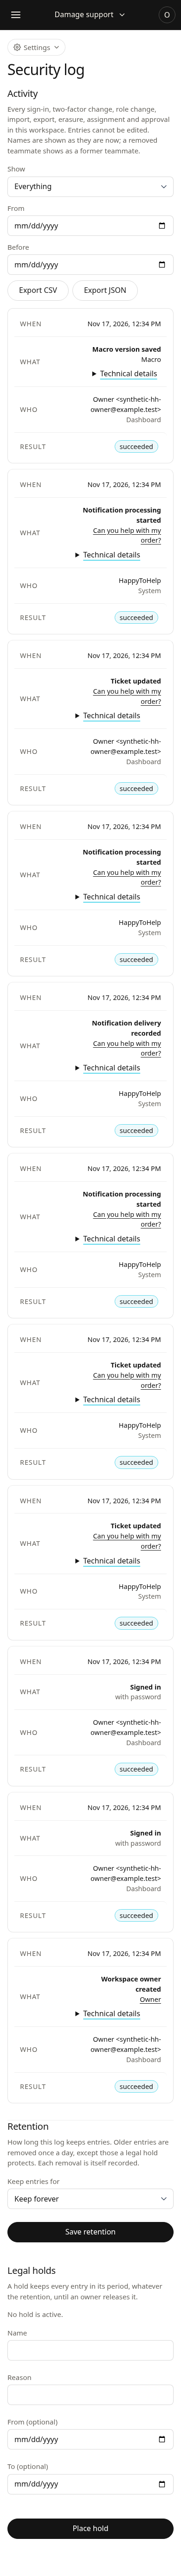 Damage support
O
Settings
Security log
Activity
Every sign-in, two-factor change, role change,
import, export, erasure, assignment and approval
in this workspace. Entries cannot be edited.
Names are shown as they are now; a removed
teammate shows as a former teammate.
Show
Everything
From
mm/dd/yyyy
Before
mm/dd/yyyy
Export CSV
Export JSON
WHEN
Nov 17, 2026, 12:34 PM
WHAT
Macro version saved
Macro
Technical details
WHO
Owner <synthetic-hh-
owner@example.test>
Dashboard
RESULT
succeeded
WHEN
Nov 17, 2026, 12:34 PM
WHAT
Notification processing
started
Can you help with my
order?
Technical details
WHO
HappyToHelp
System
RESULT
succeeded
WHEN
Nov 17, 2026, 12:34 PM
WHAT
Ticket updated
Can you help with my
order?
Technical details
WHO
Owner <synthetic-hh-
owner@example.test>
Dashboard
RESULT
succeeded
WHEN
Nov 17, 2026, 12:34 PM
WHAT
Notification processing
started
Can you help with my
order?
Technical details
WHO
HappyToHelp
System
RESULT
succeeded
WHEN
Nov 17, 2026, 12:34 PM
WHAT
Notification delivery
recorded
Can you help with my
order?
Technical details
WHO
HappyToHelp
System
RESULT
succeeded
WHEN
Nov 17, 2026, 12:34 PM
WHAT
Notification processing
started
Can you help with my
order?
Technical details
WHO
HappyToHelp
System
RESULT
succeeded
WHEN
Nov 17, 2026, 12:34 PM
WHAT
Ticket updated
Can you help with my
order?
Technical details
WHO
HappyToHelp
System
RESULT
succeeded
WHEN
Nov 17, 2026, 12:34 PM
WHAT
Ticket updated
Can you help with my
order?
Technical details
WHO
HappyToHelp
System
RESULT
succeeded
WHEN
Nov 17, 2026, 12:34 PM
WHAT
Signed in
with password
WHO
Owner <synthetic-hh-
owner@example.test>
Dashboard
RESULT
succeeded
WHEN
Nov 17, 2026, 12:34 PM
WHAT
Signed in
with password
WHO
Owner <synthetic-hh-
owner@example.test>
Dashboard
RESULT
succeeded
WHEN
Nov 17, 2026, 12:34 PM
WHAT
Workspace owner
created
Owner
Technical details
WHO
Owner <synthetic-hh-
owner@example.test>
Dashboard
RESULT
succeeded
Retention
How long this log keeps entries. Older entries are
removed once a day, except those a legal hold
protects. Each removal is itself recorded.
Keep entries for
Keep forever
Save retention
Legal holds
A hold keeps every entry in its period, whatever
the retention, until an owner releases it.
No hold is active.
Name
Reason
From (optional)
mm/dd/yyyy
To (optional)
mm/dd/yyyy
Place hold